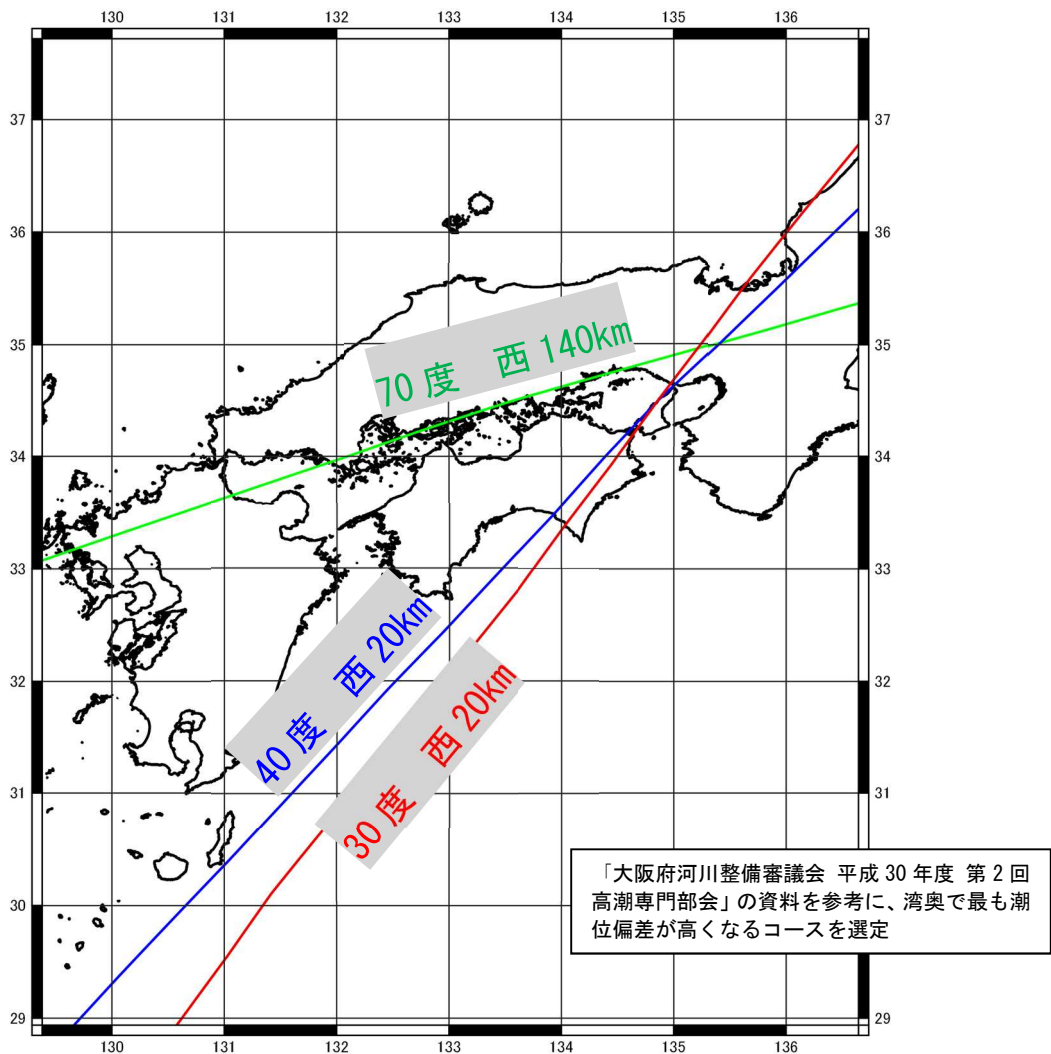 130 131 132 133 134 135 136
37 37
36 36
35 35
70度 西140km
34 34
33 33
40度 西20km
32 32
30度 西20km
31 31
「大阪府河川整備審議会 平成30年度 第2回
高潮専門部会」の資料を参考に、湾奥で最も潮
位偏差が高くなるコースを選定
30 30
29 29
130 131 132 133 134 135 136